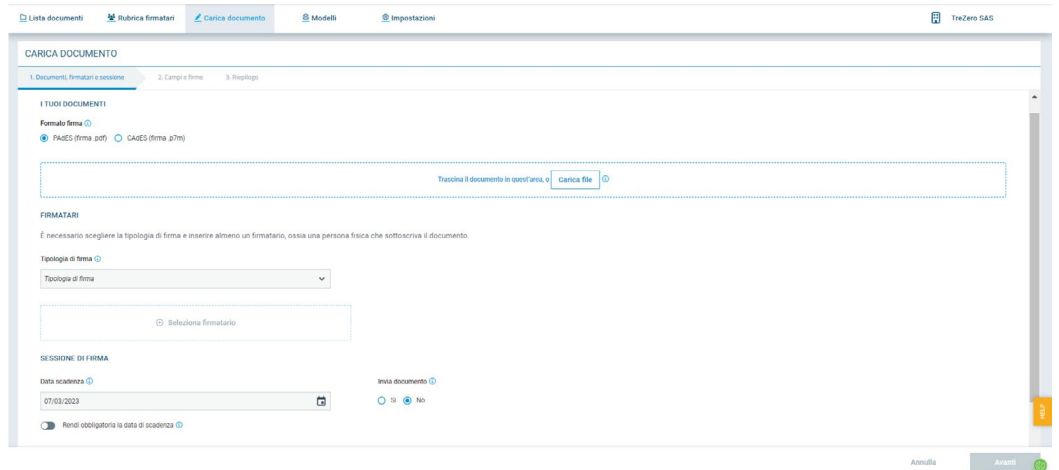 Lista documenti
Rubrica firmatari
Carica documento
Modelli
Impostazioni
TreZero SAS
CARICA DOCUMENTO
1. Documenti, firmatari e sessione
2. Campi e firme
3. Riepilogo
I TUOI DOCUMENTI
Formato firma
PAdES (firma .pdf)
CAdES (firma .p7m)
Trascina il documento in quest'area, o
Carica file
FIRMATARI
È necessario scegliere la tipologia di firma e inserire almeno un firmatario, ossia una persona fisica che sottoscriva il documento.
Tipologia di firma
Tipologia di firma
Seleziona firmatario
SESSIONE DI FIRMA
Data scadenza
Invia documento
07/03/2023
Sì
No
Rendi obbligatoria la data di scadenza
HELP
Annulla
Avanti